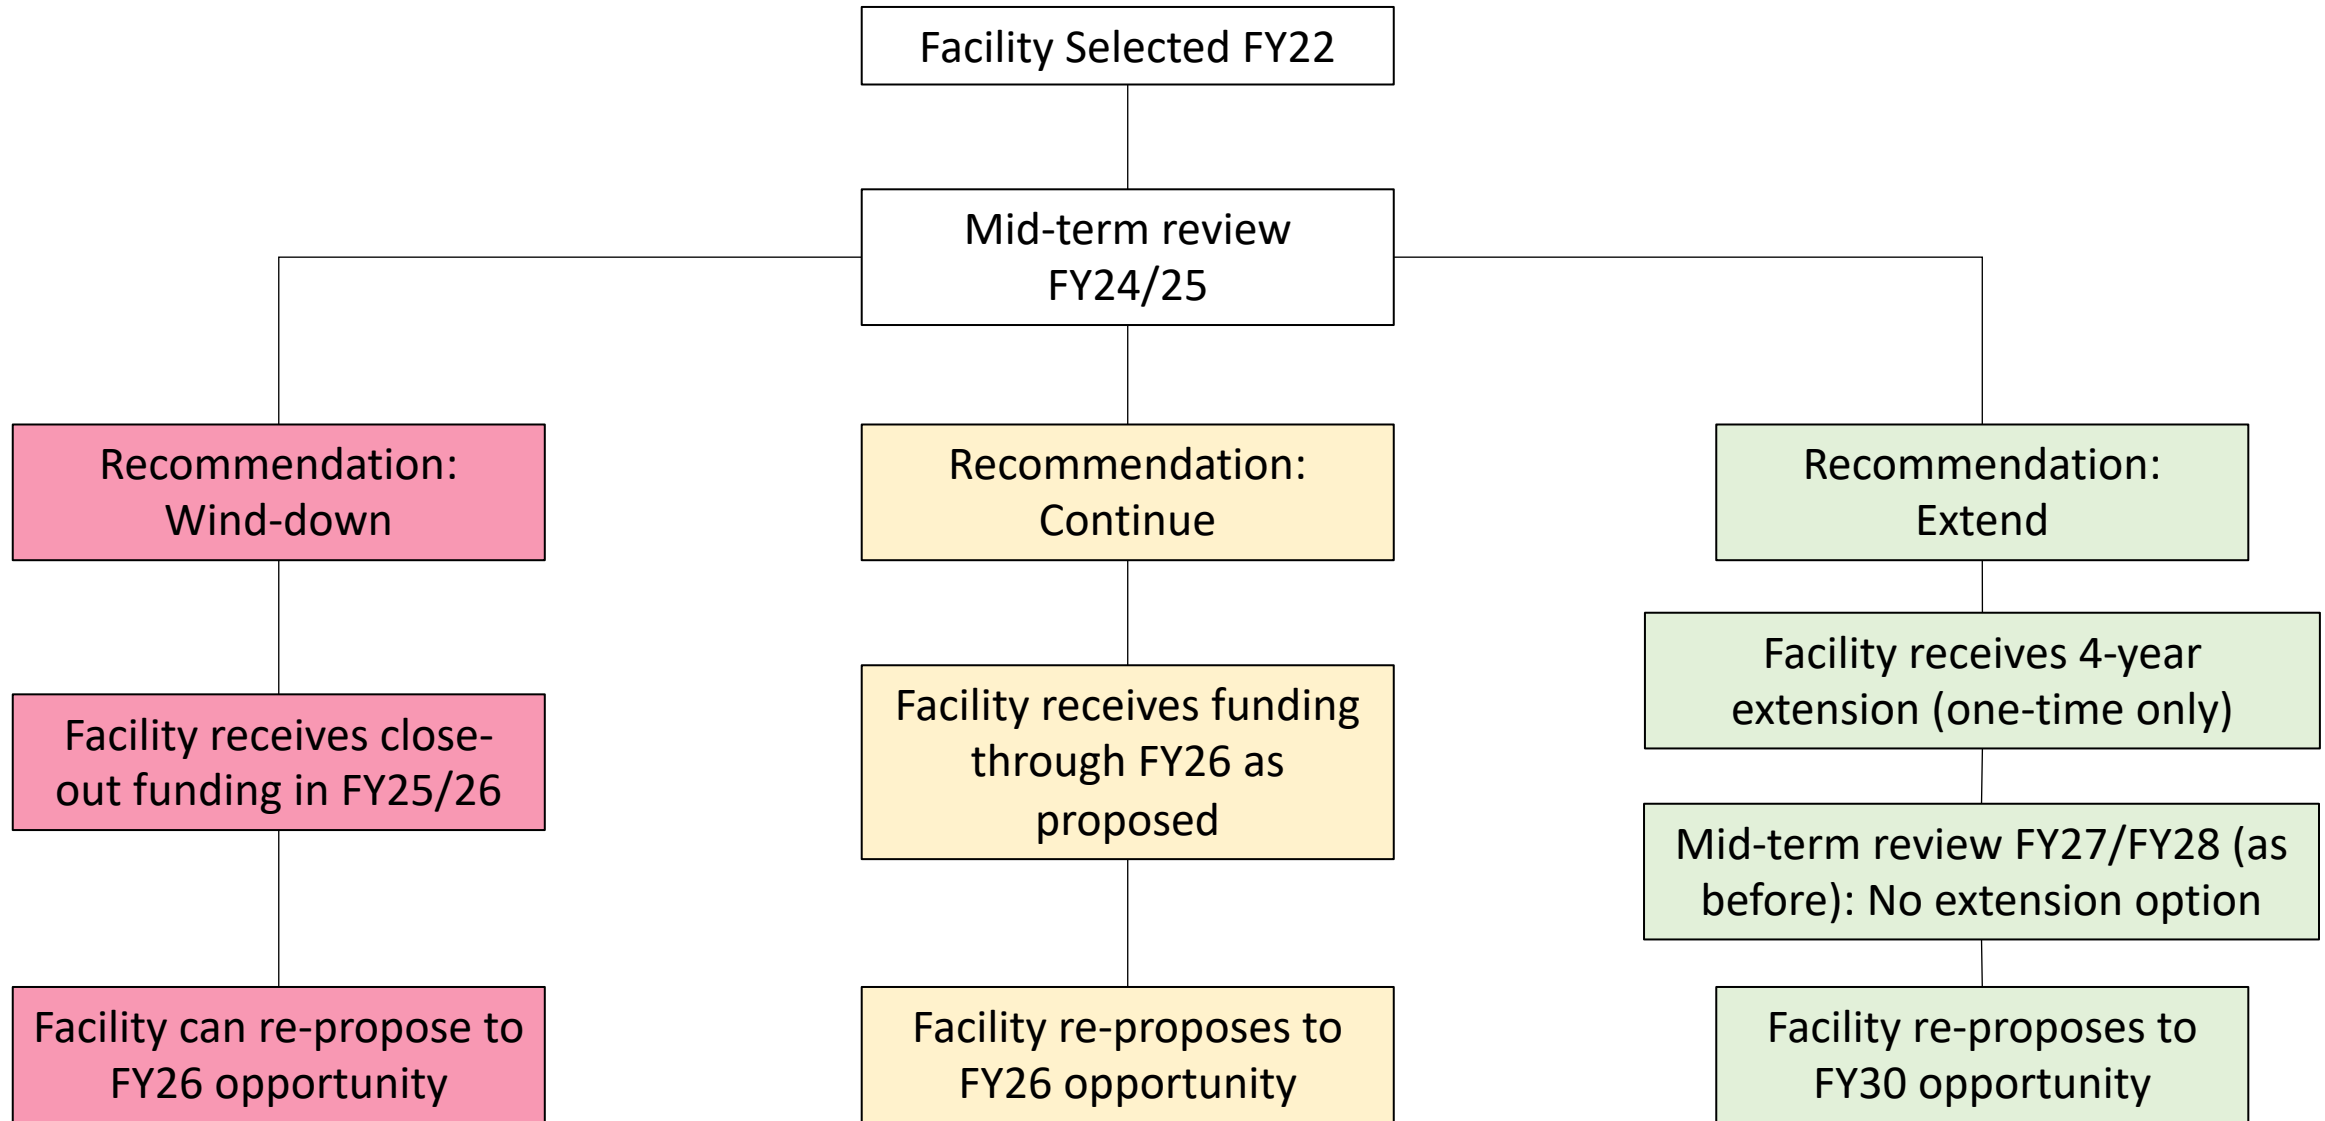 Facility Selected FY22
Mid-term review
FY24/25
Recommendation:
Wind-down
Recommendation:
Continue
Recommendation:
Extend
Facility receives close-
out funding in FY25/26
Facility receives funding
through FY26 as
proposed
Facility receives 4-year
extension (one-time only)
Mid-term review FY27/FY28 (as
before): No extension option
Facility can re-propose to
FY26 opportunity
Facility re-proposes to
FY26 opportunity
Facility re-proposes to
FY30 opportunity